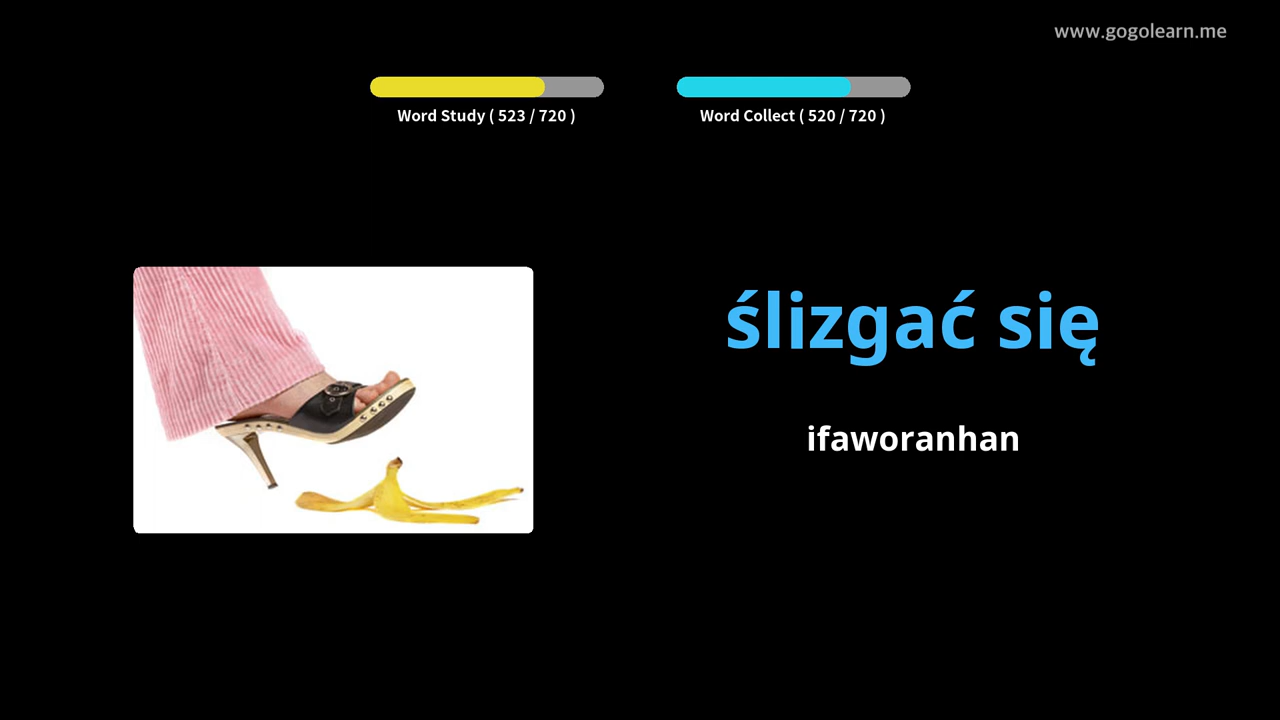 www.gogolearn.me
Word Study ( 523 / 720 )
Word Collect ( 520 / 720 )
ślizgać się
ifaworanhan